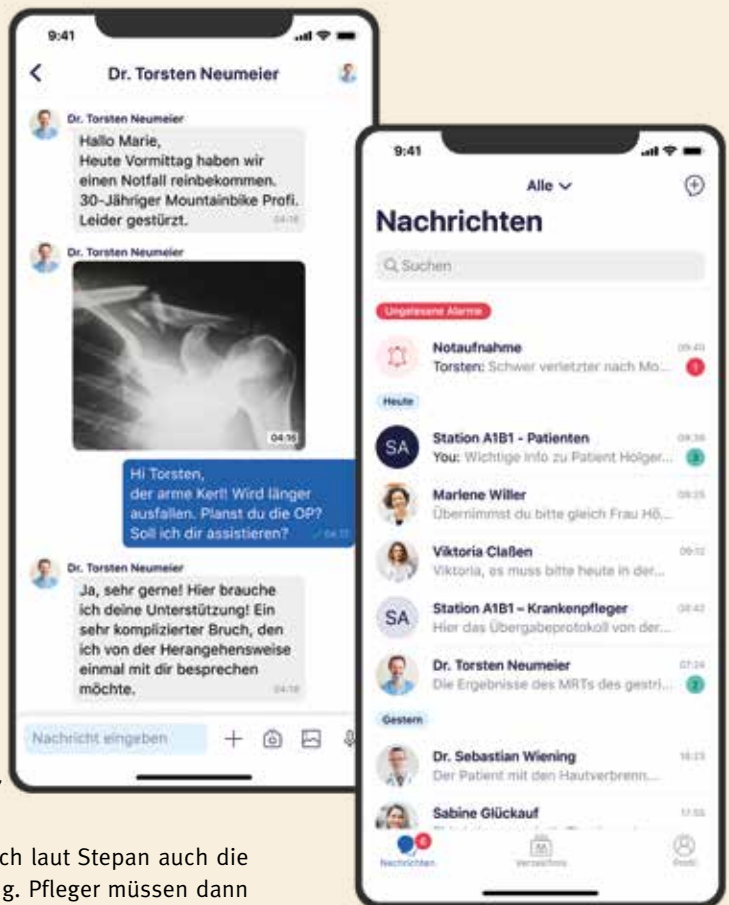 9:41
Dr. Torsten Neumeier
Dr. Torsten Neumeier
Hallo Marie,
Heute Vormittag haben wir
einen Notfall reinbekommen.
30-Jähriger Mountainbike Profi.
Leider gestürzt.
04:16
Dr. Torsten Neumeier
04:16
Hi Torsten,
der arme Kerl! Wird länger
ausfallen. Planst du die OP?
Soll ich dir assistieren?
Dr. Torsten Neumeier
Ja, sehr gerne! Hier brauche
ich deine Unterstützung! Ein
sehr komplizierter Bruch, den
ich von der Herangehensweise
einmal mit dir besprechen
möchte.
Nachricht eingeben
9:41
Alle
Nachrichten
Suchen
Ungelesene Alarme
Notaufnahme
09:40
Torsten: Schwer verletzter nach Mo...
1
Heute
SA
Station A1B1 - Patienten
You: Wichtige Info zu Patient Holger...
Marlene Willer
Übernimmst du bitte gleich Frau Hö...
Viktoria Claßen
Viktoria, es muss bitte heute in der...
SA
Station A1B1 – Krankenpfleger
Hier das Übergabeprotokoll von der...
Dr. Torsten Neumeier
Die Ergebnisse des MRTs des gestri...
Gestern
Dr. Sebastian Wiening
Der Patient mit den Hautverbrenn...
Sabine Glückauf
Nachrichten
Verzeichnis
Profil
ch laut Stepan auch die
g. Pfleger müssen dann